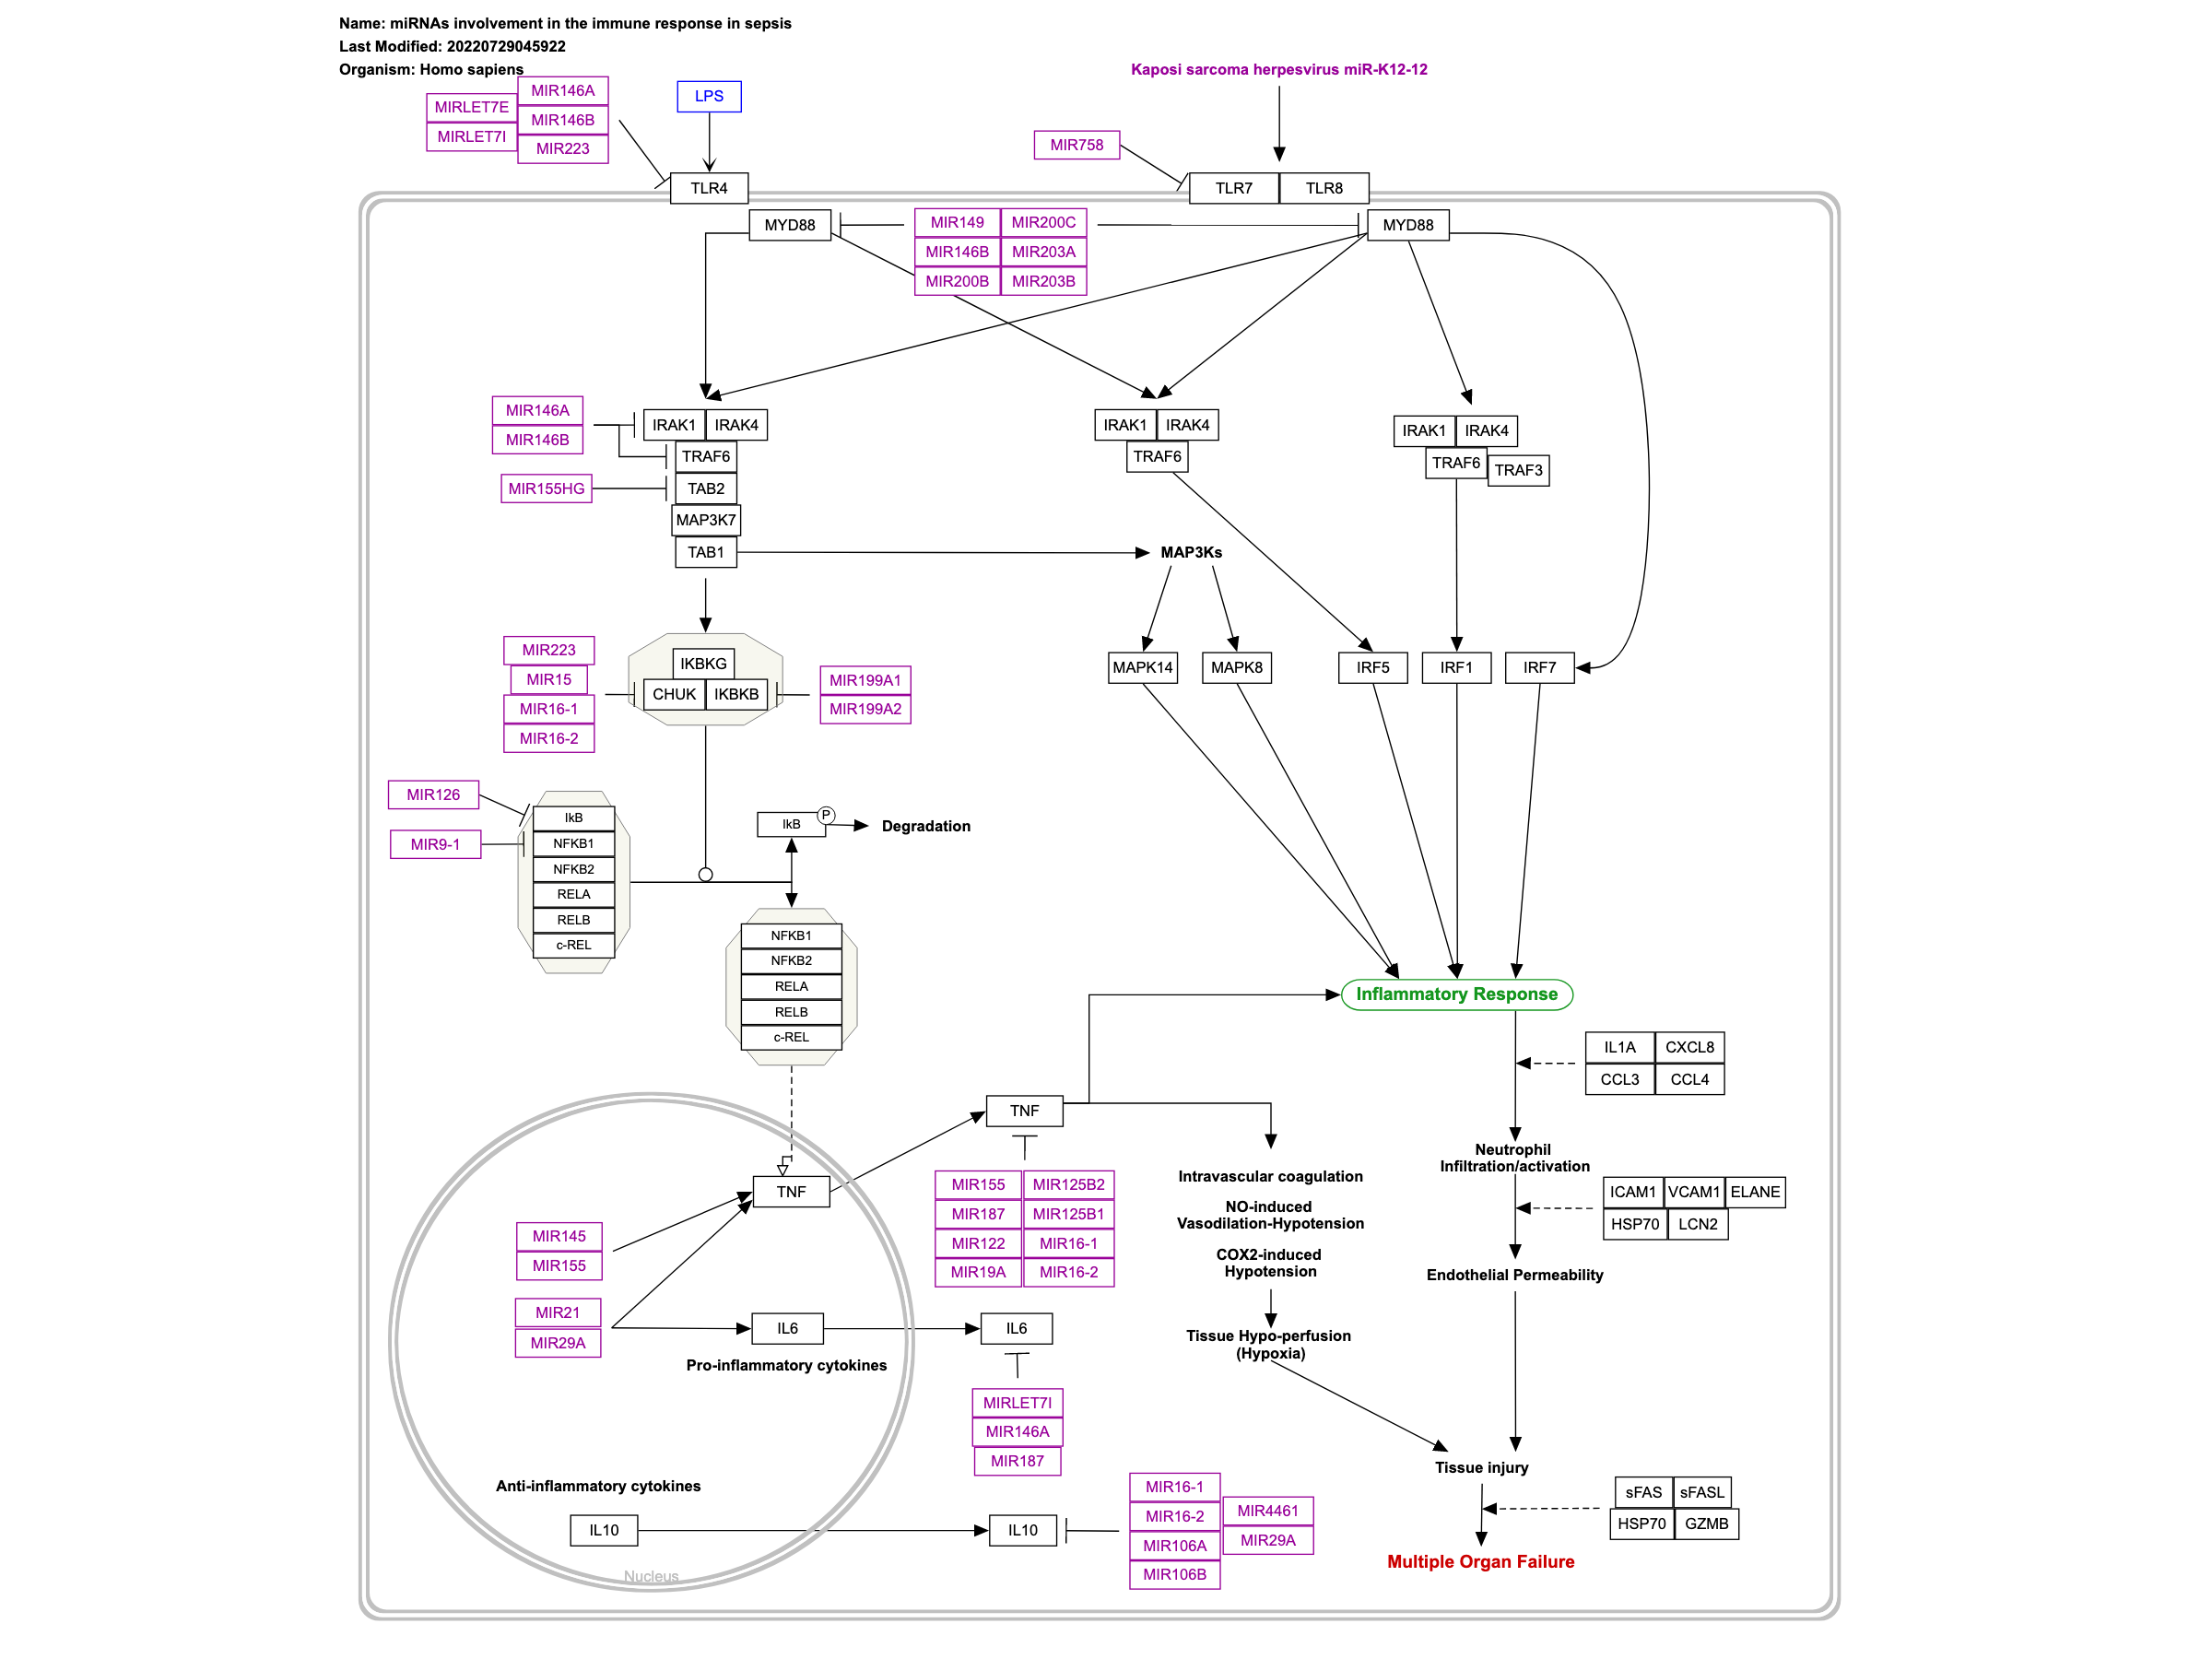 Name: miRNAs involvement in the immune response in sepsis
Last Modified: 20220729045922
Organism: Homo sapiens
Kaposi sarcoma herpesvirus miR-K12-12
MIRLET7E
MIRLET7I
MIR146A
MIR146B
MIR223
LPS
MIR758
TLR4
TLR7
TLR8
MYD88
MIR149
MIR200C
MIR146B
MIR203A
MIR200B
MIR203B
MYD88
MIR146A
MIR146B
IRAK1
IRAK4
TRAF6
MIR155HG
TAB2
MAP3K7
TAB1
IRAK1
IRAK4
TRAF6
IRAK1
IRAK4
TRAF6
TRAF3
MAP3Ks
MIR223
MIR15
MIR16-1
MIR16-2
IKBKG
CHUK
IKBKB
MIR199A1
MIR199A2
MAPK14
MAPK8
IRF5
IRF1
IRF7
MIR126
MIR9-1
IkB
NFKB1
NFKB2
RELA
RELB
c-REL
IkB
P
Degradation
NFKB1
NFKB2
RELA
RELB
c-REL
Inflammatory Response
IL1A
CXCL8
CCL3
CCL4
Neutrophil
Infiltration/activation
ICAM1
VCAM1
ELANE
HSP70
LCN2
Endothelial Permeability
TNF
TNF
MIR155
MIR125B2
MIR187
MIR125B1
MIR122
MIR16-1
MIR19A
MIR16-2
Intravascular coagulation
NO-induced
Vasodilation-Hypotension
COX2-induced
Hypotension
Tissue Hypo-perfusion
(Hypoxia)
MIR145
MIR155
MIR21
MIR29A
IL6
IL6
Pro-inflammatory cytokines
MIRLET7I
MIR146A
MIR187
Anti-inflammatory cytokines
IL10
IL10
MIR16-1
MIR16-2
MIR106A
MIR106B
MIR4461
MIR29A
Nucleus
Tissue injury
sFAS
sFASL
HSP70
GZMB
Multiple Organ Failure